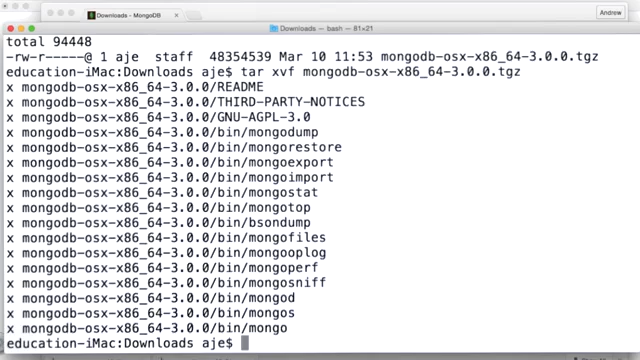 Downloads - MongoDB
Andrew
Downloads — bash — 81×21
total 94448
-rw-r-----@ 1 aje  staff  48354539 Mar 10 11:53 mongodb-osx-x86_64-3.0.0.tgz
education-iMac:Downloads aje$ tar xvf mongodb-osx-x86_64-3.0.0.tgz
x mongodb-osx-x86_64-3.0.0/README
x mongodb-osx-x86_64-3.0.0/THIRD-PARTY-NOTICES
x mongodb-osx-x86_64-3.0.0/GNU-AGPL-3.0
x mongodb-osx-x86_64-3.0.0/bin/mongodump
x mongodb-osx-x86_64-3.0.0/bin/mongorestore
x mongodb-osx-x86_64-3.0.0/bin/mongoexport
x mongodb-osx-x86_64-3.0.0/bin/mongoimport
x mongodb-osx-x86_64-3.0.0/bin/mongostat
x mongodb-osx-x86_64-3.0.0/bin/mongotop
x mongodb-osx-x86_64-3.0.0/bin/bsondump
x mongodb-osx-x86_64-3.0.0/bin/mongofiles
x mongodb-osx-x86_64-3.0.0/bin/mongooplog
x mongodb-osx-x86_64-3.0.0/bin/mongoperf
x mongodb-osx-x86_64-3.0.0/bin/mongosniff
x mongodb-osx-x86_64-3.0.0/bin/mongod
x mongodb-osx-x86_64-3.0.0/bin/mongos
x mongodb-osx-x86_64-3.0.0/bin/mongo
education-iMac:Downloads aje$